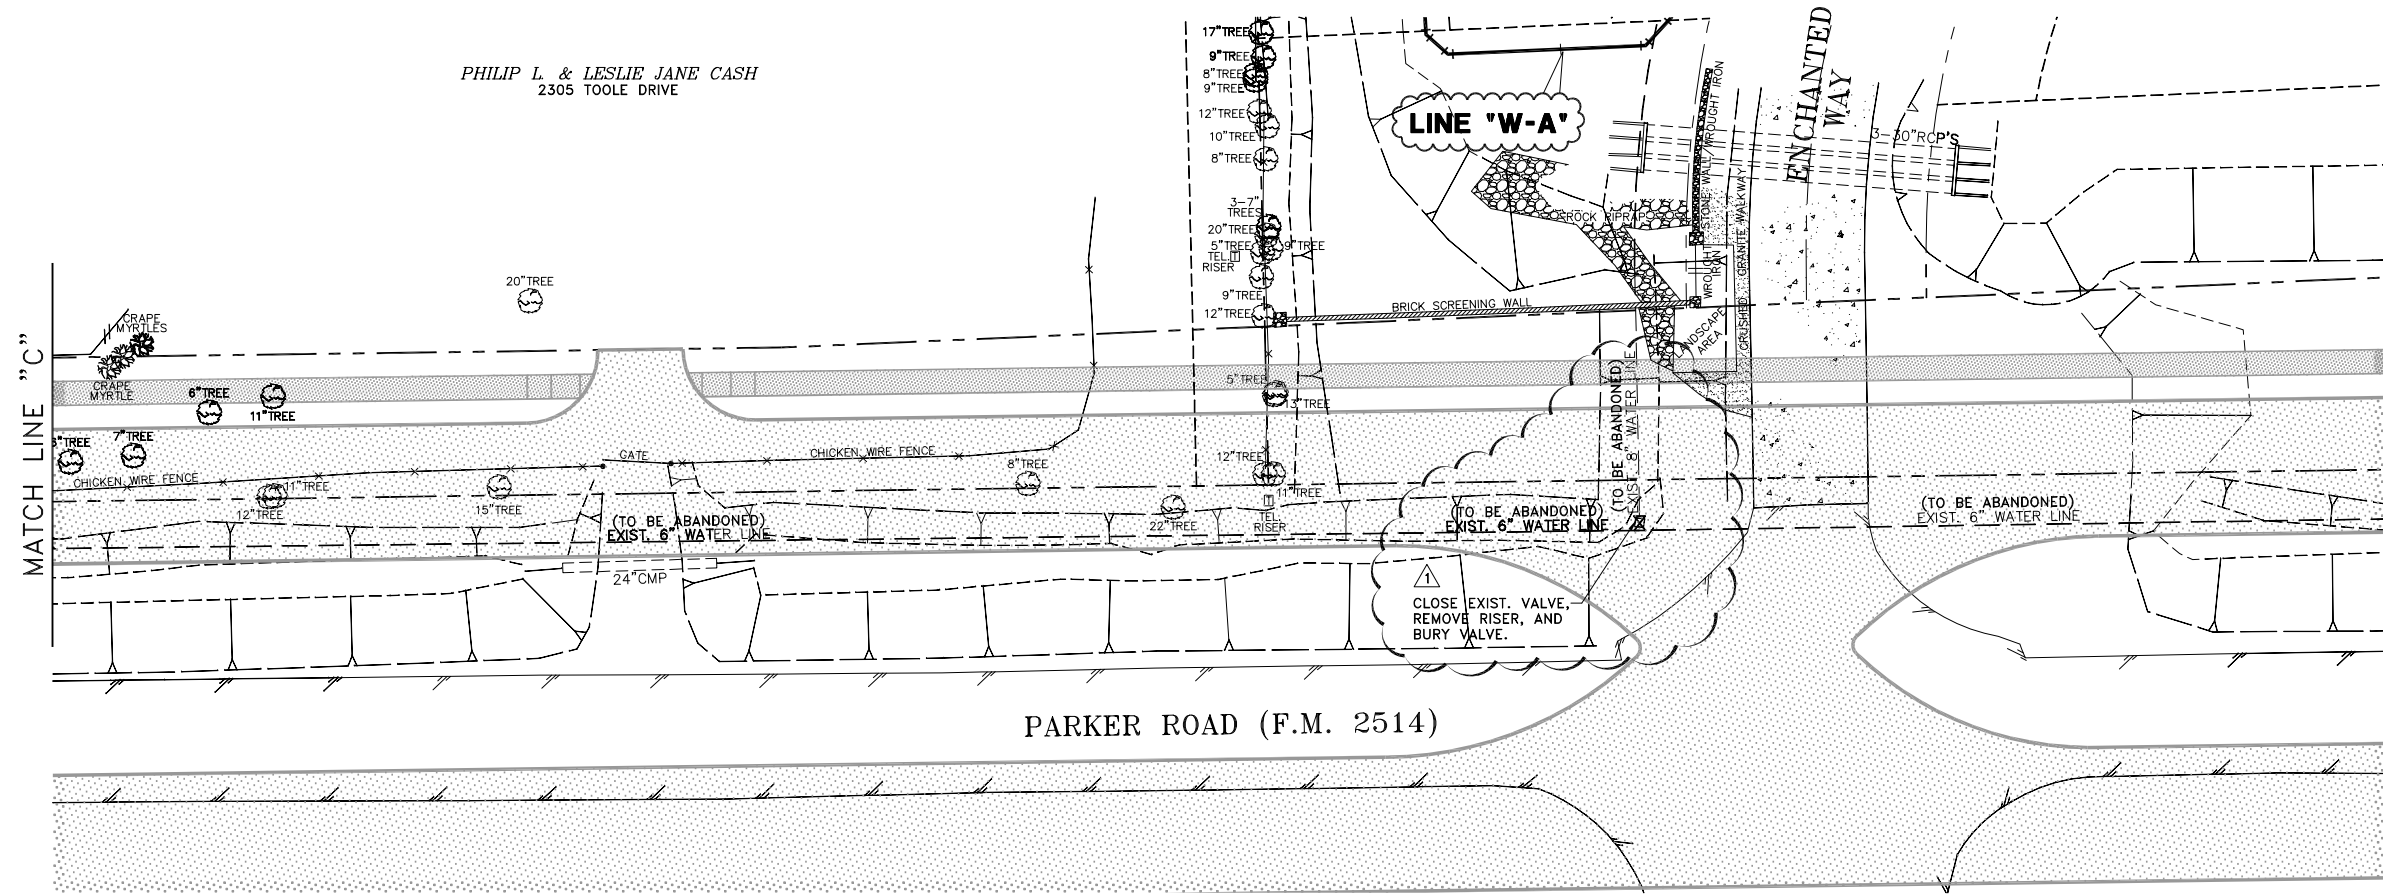 PHILIP L. & LESLIE JANE CASH
2305 TOOLE DRIVE
17"TREE
9"TREE
8"TREE
9"TREE
12"TREE
10"TREE
8"TREE
3-7"
TREES
20"TREE
5"TREE
9"TREE
TEL.
RISER
9"TREE
12"TREE
5"TREE
13"TREE
12"TREE
11"TREE
TEL.
RISER
22"TREE
LINE "W-A"
ENCHANTED
WAY
3-30"RCP'S
ROCK RIPRAP
STONE WALL/WROUGHT IRON
WROUGHT
IRON
CRUSHED GRANITE WALKWAY
LANDSCAPE
AREA
BRICK SCREENING WALL
(TO BE ABANDONED)
EXIST. 8" WATER LINE
MATCH LINE "C"
CRAPE
MYRTLES
CRAPE
MYRTLE
20"TREE
6"TREE
11"TREE
7"TREE
"TREE
CHICKEN WIRE FENCE
11"TREE
12"TREE
15"TREE
GATE
CHICKEN WIRE FENCE
8"TREE
(TO BE ABANDONED)
EXIST. 6" WATER LINE
24"CMP
(TO BE ABANDONED)
EXIST. 6" WATER LINE
(TO BE ABANDONED)
EXIST. 6" WATER LINE
1
CLOSE EXIST. VALVE,
REMOVE RISER, AND
BURY VALVE.
PARKER ROAD (F.M. 2514)